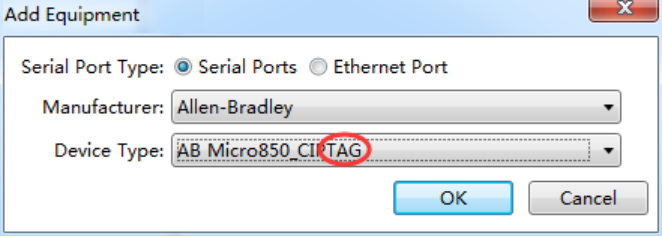 Add Equipment
Serial Port Type: Serial Ports Ethernet Port
Manufacturer: Allen-Bradley
Device Type: AB Micro850_CIPTAG
OK Cancel